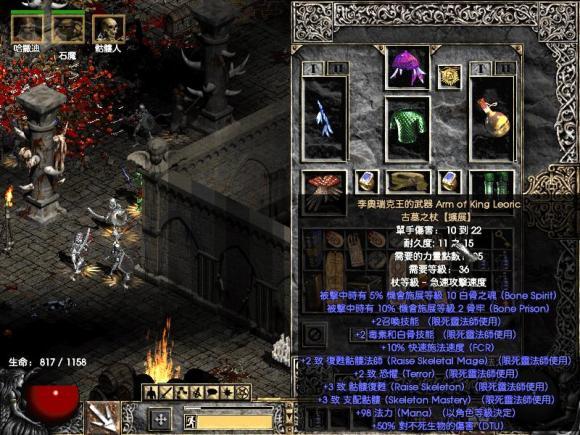 哈撒迪
石魔
骷髏人
I II
I II
李奧瑞克王的武器 Arm of King Leoric
古墓之杖【擴展】
單手傷害： 10 到 22
耐久度: 11 之 15
需要的力量點數：
需要等級： 36
杖等級 - 急速攻擊速度
被擊中時有 5% 機會施展等級 10 白骨之魂 (Bone Spirit)
被擊中時有 10% 機會施展等級 2 骨牢 (Bone Prison)
+2召喚技能 （限死靈法師使用）
+2 毒素和白骨技能 （限死靈法師使用）
+10% 快速施法速度 (FCR)
+2 致 復甦骷髏法師 (Raise Skeletal Mage) （限死靈法師使用）
+2 致 恐懼 (Terror) （限死靈法師使用）
+3 致 骷髏復甦 (Raise Skeleton) （限死靈法師使用）
+3 致 支配骷髏 (Skeleton Mastery) （限死靈法師使用）
+98 法力 (Mana) （以角色等級決定）
+50% 對不死生物的傷害 (DTU)
生命： 817 / 1158